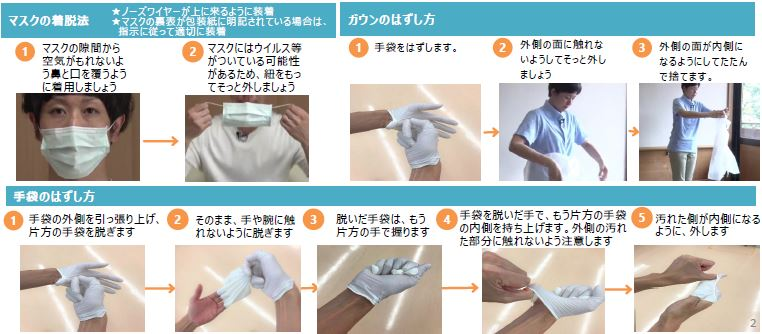 マスクの着脱法
★ノーズワイヤーが上に来るように装着
★マスクの裏表が包装紙に明記されている場合は、
指示に従って適切に装着
1
マスクの隙間から
空気がもれないよ
う鼻と口を覆うよう
に着用しましょう
2
マスクにはウイルス等
がついている可能性
があるため、紐をもっ
てそっと外しましょう
ガウンのはずし方
1
手袋をはずします。
2
外側の面に触れな
いようしてそっと外し
ましょう
3
外側の面が内側に
なるようにしてたたん
で捨てます。
手袋のはずし方
1
手袋の外側を引っ張り上げ、
片方の手袋を脱ぎます
2
そのまま、手や腕に触
れないように脱ぎます
3
脱いだ手袋は、もう
片方の手で握ります
4
手袋を脱いだ手で、もう片方の手袋
の内側を持ち上げます。外側の汚れ
た部分に触れないよう注意します
5
汚れた側が内側になる
ように、外します
2